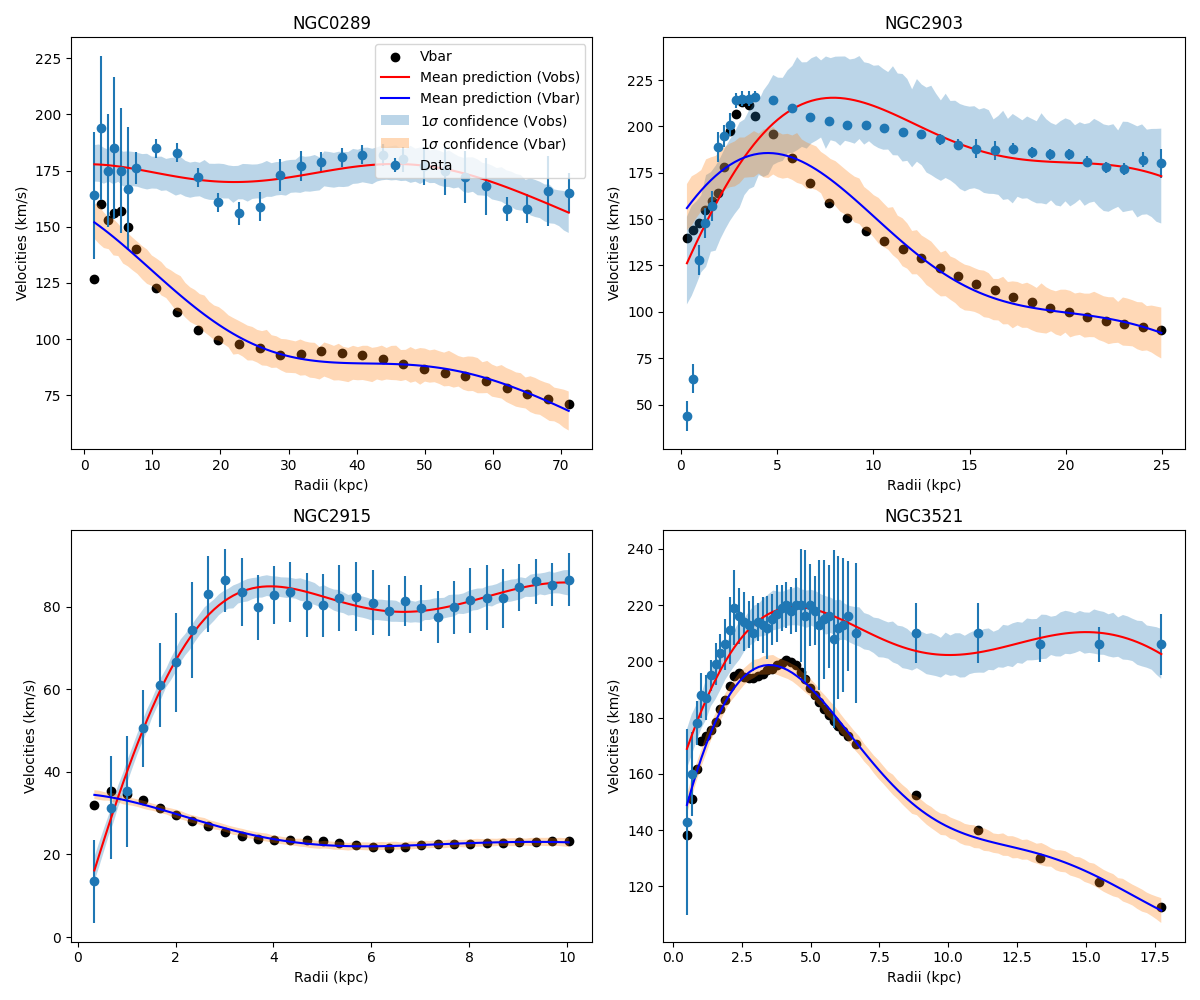 NGC0289
225
200
175
150
125
100
75
Velocities (km/s)
0 10 20 30 40 50 60 70
Radii (kpc)
Vbar
Mean prediction (Vobs)
Mean prediction (Vbar)
1σ confidence (Vobs)
1σ confidence (Vbar)
Data
NGC2903
225
200
175
150
125
100
75
50
Velocities (km/s)
0 5 10 15 20 25
Radii (kpc)
NGC2915
80
60
40
20
0
Velocities (km/s)
0 2 4 6 8 10
Radii (kpc)
NGC3521
240
220
200
180
160
140
120
Velocities (km/s)
0.0 2.5 5.0 7.5 10.0 12.5 15.0 17.5
Radii (kpc)